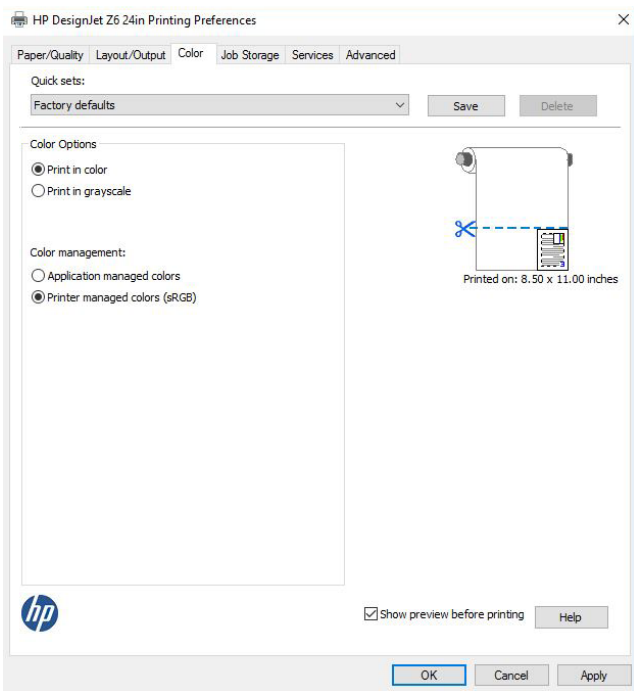 HP DesignJet Z6 24in Printing Preferences
Paper/Quality Layout/Output Color Job Storage Services Advanced
Quick sets:
Factory defaults Save Delete
Color Options
Print in color
Print in grayscale
Printed on: 8.50 x 11.00 inches
Color management:
Application managed colors
Printer managed colors (sRGB)
hp
Show preview before printing Help
OK Cancel Apply